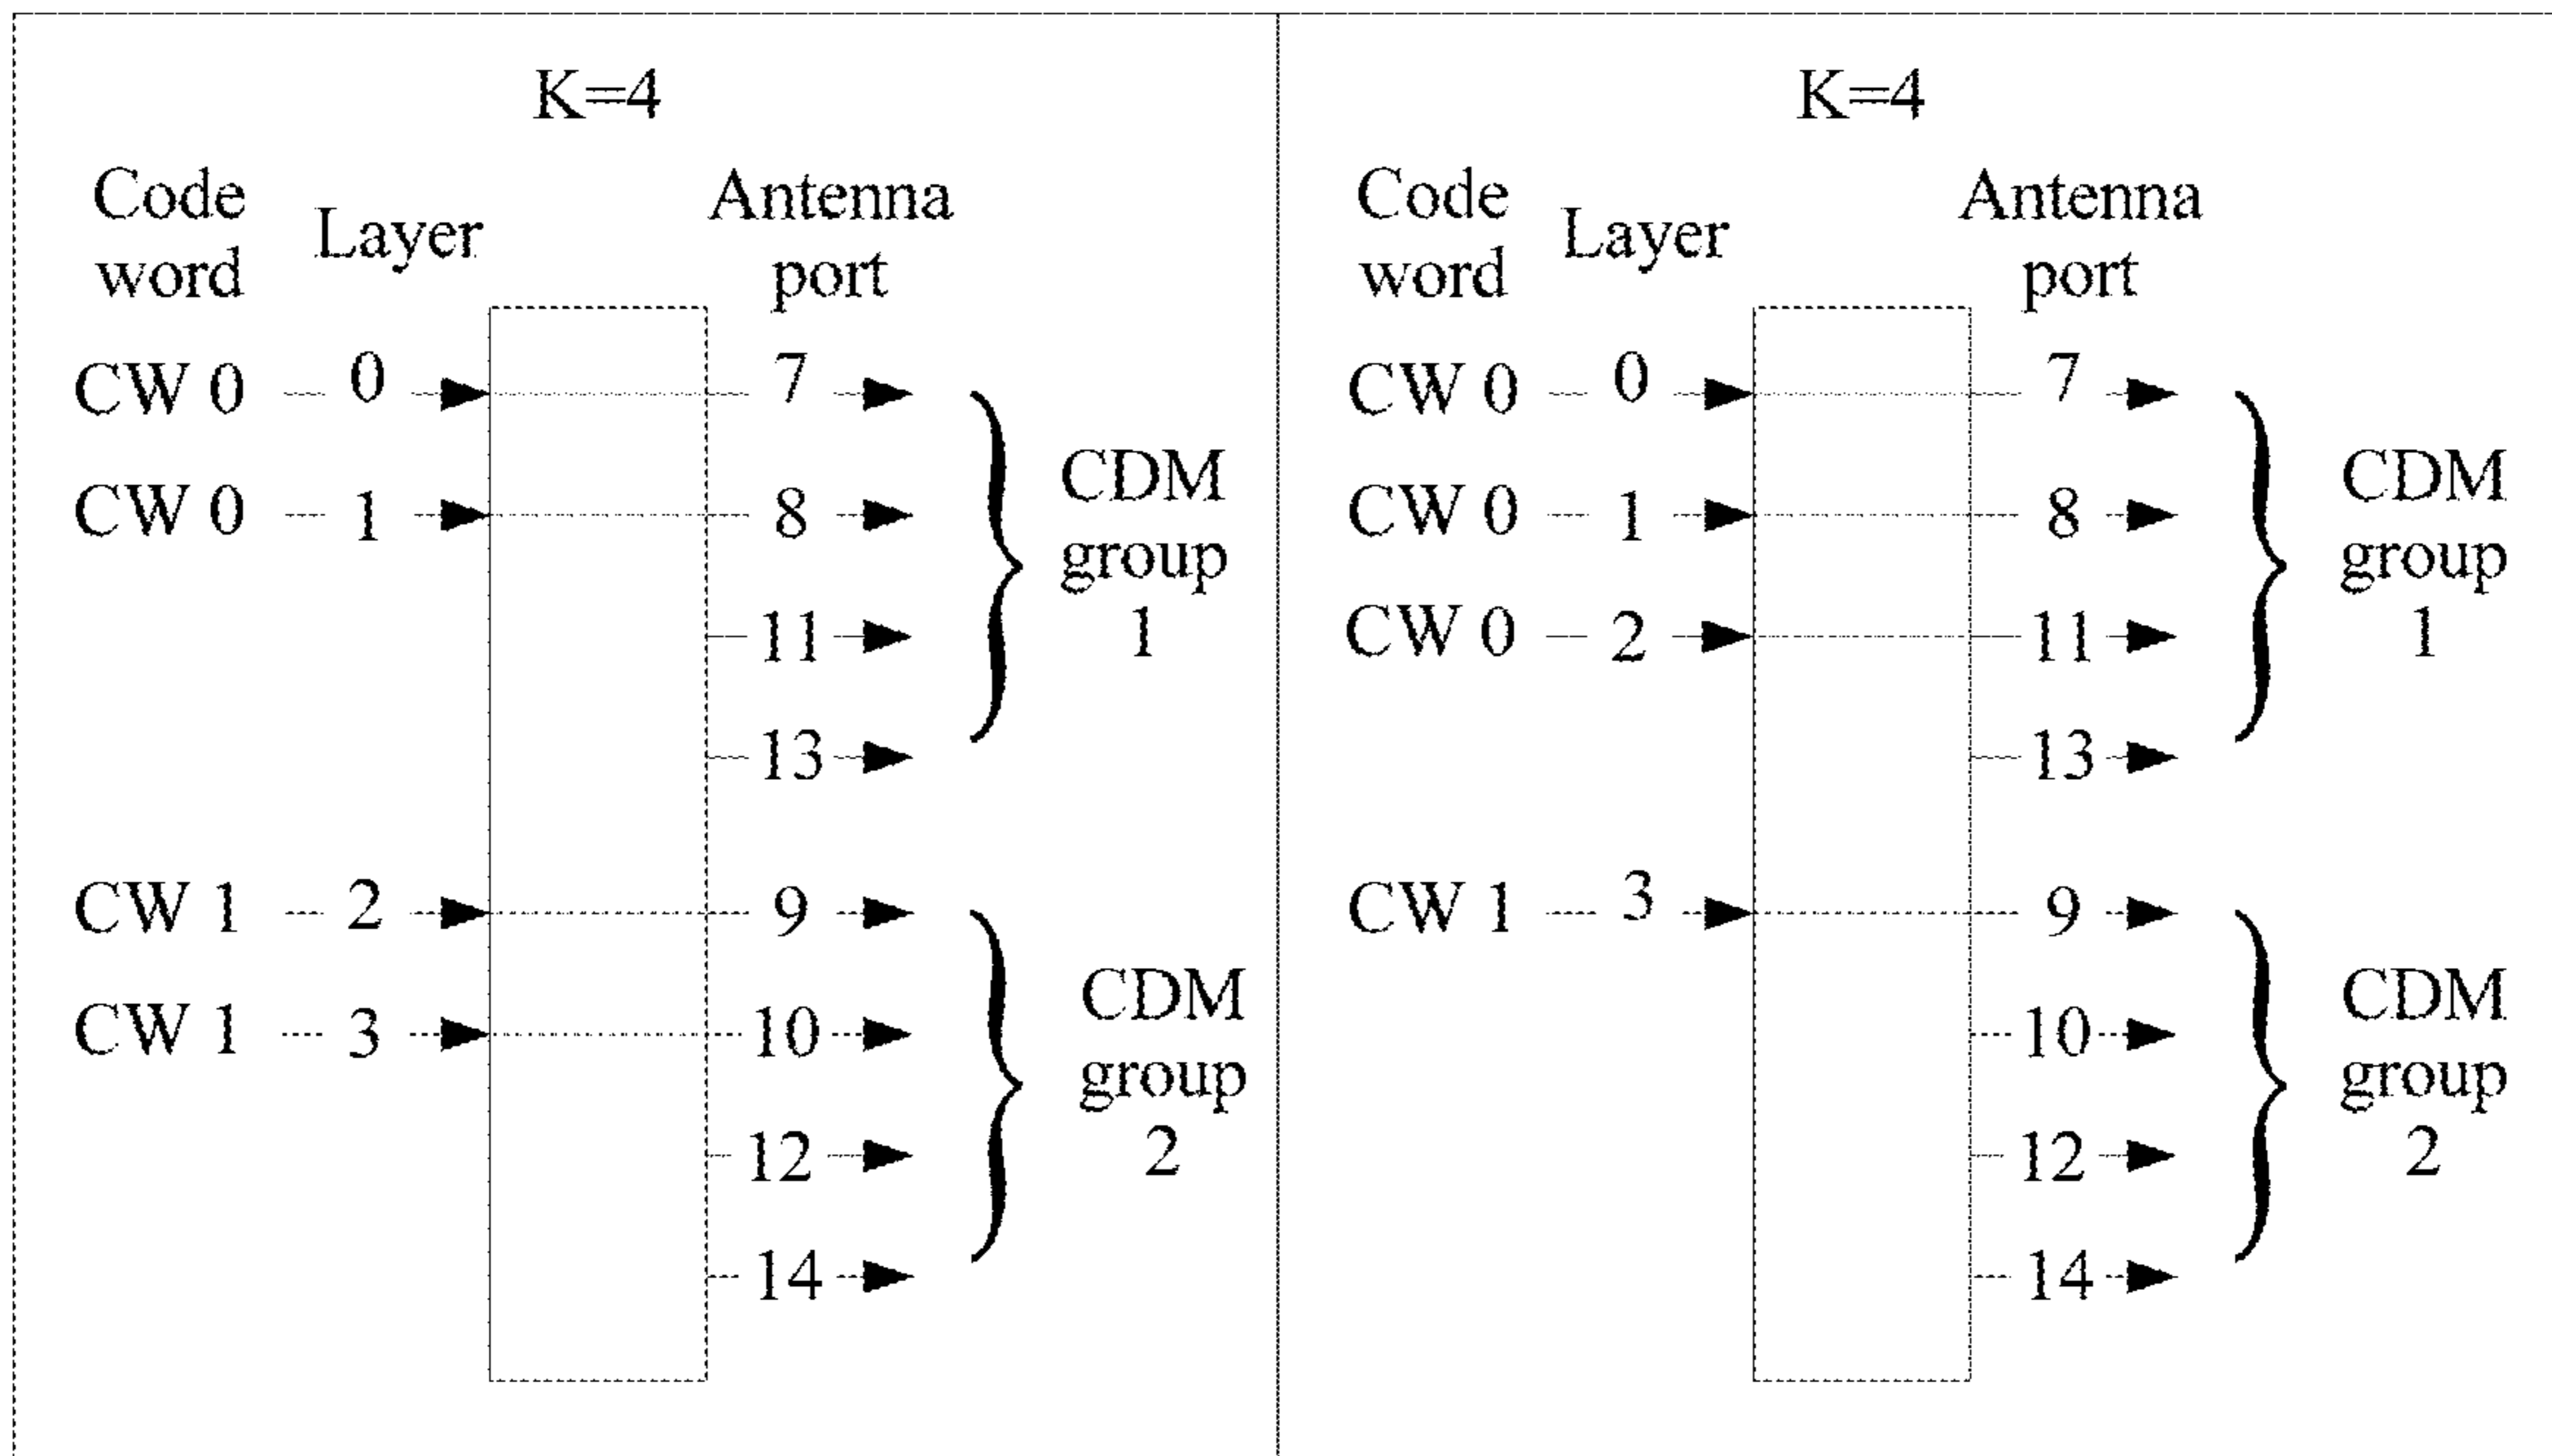 K=4
Code word
Layer
Antenna port
CW 0 0 7
CW 0 1 8
11
13
CDM group 1
CW 1 2 9
CW 1 3 10
12
14
CDM group 2
K=4
Code word
Layer
Antenna port
CW 0 0 7
CW 0 1 8
CW 0 2 11
13
CDM group 1
CW 1 3 9
10
12
14
CDM group 2